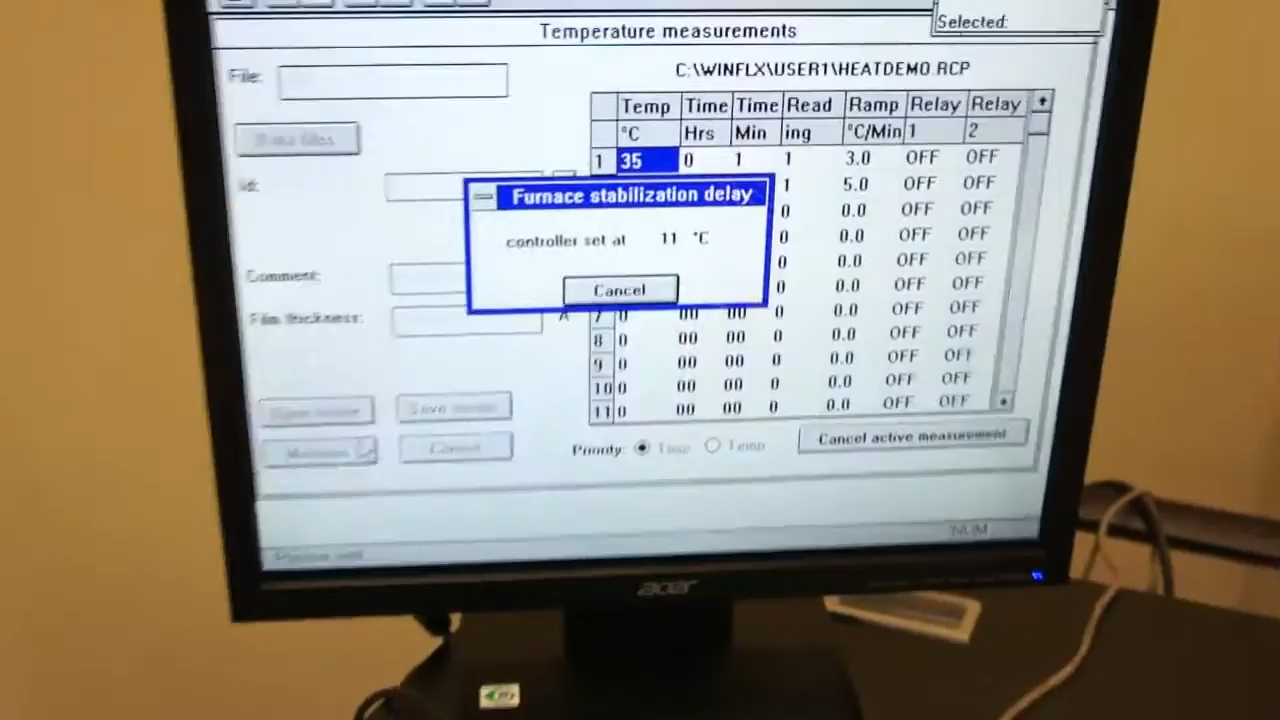 Selected:
Temperature measurements
File:
C:\WINFLX\USER1\HEATDEMO.RCP
Temp Time Time Read Ramp Relay Relay
°C Hrs Min ing °C/Min 1 2
1 35 0 1 1 3.0 OFF OFF
Id:
1 5.0 OFF OFF
Furnace stabilization delay
0 0.0 OFF OFF
controller set at 11 °C
0 0.0 OFF OFF
0 0.0 OFF OFF
Comment:
Cancel
0 0.0 OFF OFF
Film thickness:
A
7 0 00 00 0 0.0 OFF OFF
8 0 00 00 0 0.0 OFF OFF
9 0 00 00 0 0.0 OFF OFF
10 0 00 00 0 0.0 OFF OFF
11 0 00 00 0 0.0 OFF OFF
Priority: Time Temp
Cancel active measurement
NUM
acer